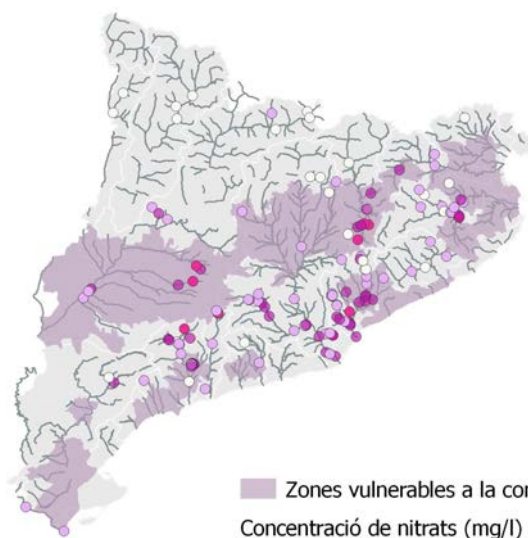 Zones vulnerables a la con
Concentració de nitrats (mg/l)